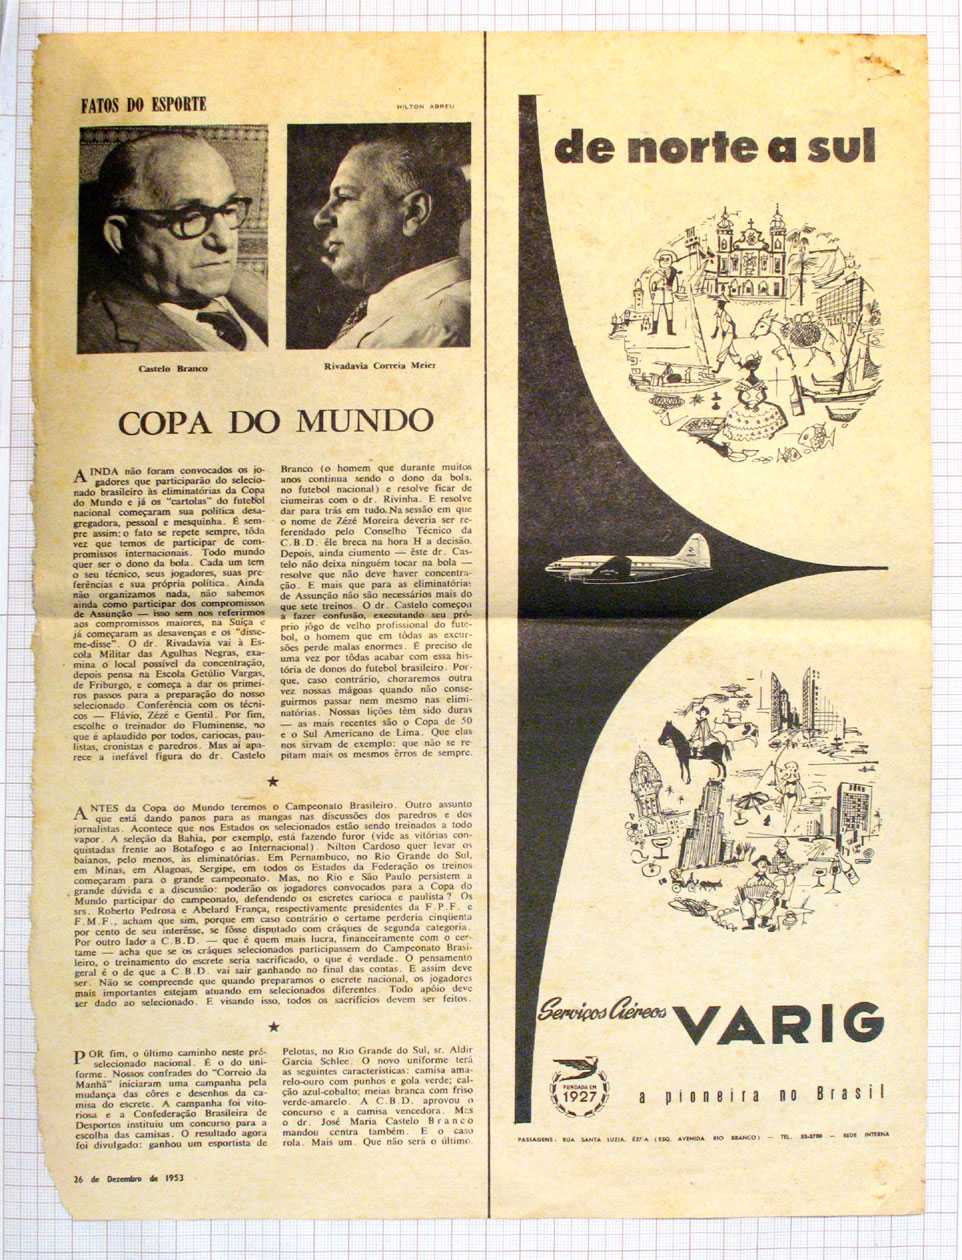 FATOS DO ESPORTE
HILTON ABREU
Castelo Branco
Rivadavia Correia Meier
COPA DO MUNDO
AINDA não foram convocados os jo-
gadores que participarão do selecio-
nado brasileiro às eliminatórias da Copa
do Mundo e já os "cartolas" do futebol
nacional começaram sua política desa-
gregadora, pessoal e mesquinha. É sem-
pre assim: o fato se repete sempre, tôda
vez que temos de participar de com-
promissos internacionais. Todo mundo
quer ser o dono da bola. Cada um tem
o seu técnico, seus jogadores, suas pre-
ferências e sua própria política. Ainda
não organizamos nada, não sabemos
ainda como participar dos compromissos
de Assunção — isso sem nos referirmos
aos compromissos maiores, na Suíça e
já começaram as desavenças e os "disse-
me-disse". O dr. Rivadavia vai à Es-
cola Militar das Agulhas Negras, exa-
mina o local possível da concentração,
depois pensa na Escola Getúlio Vargas,
de Friburgo, e começa a dar os primei-
ros passos para a preparação do nosso
selecionado. Conferência com os técni-
cos — Flávio, Zézé e Gentil. Por fim,
escolhe o treinador do Fluminense, no
que é aplaudido por todos, cariocas, pau-
listas, cronistas e paredros. Mas aí apa-
rece a inefável figura do dr. Castelo
Branco (o homem que durante muitos
anos continua sendo o dono da bola,
no futebol nacional) e resolve ficar de
ciumeiras com o dr. Rivinha. E resolve
dar para trás em tudo. Na sessão em que
o nome de Zézé Moreira deveria ser re-
ferendado pelo Conselho Técnico da
C.B.D. êle breca na hora H a decisão.
Depois, ainda ciumento — êste dr. Cas-
telo não deixa ninguém tocar na bola —
resolve que não deve haver concentra-
ção. E mais que para as eliminatórias
de Assunção não são necessários mais do
que sete treinos. O dr. Castelo começou
a fazer confusão, executando seu pró-
prio jôgo de velho profissional do fute-
bol, o homem que em tôdas as excur-
sões perde malas enormes. É preciso de
uma vez por tôdas acabar com essa his-
tória de donos do futebol brasileiro. Por-
que, caso contrário, choraremos outra
vez nossas mágoas quando não conse-
guirmos passar nem mesmo nas elimi-
natórias. Nossas lições têm sido duras
— as mais recentes são o Copa de 50
e o Sul Americano de Lima. Que elas
nos sirvam de exemplo: que não se re-
pitam mais os mesmos êrros de sempre.
ANTES da Copa do Mundo teremos o Campeonato Brasileiro. Outro assunto
que está dando panos para as mangas nas discussões dos paredros e dos
jornalistas. Acontece que nos Estados os selecionados estão sendo treinados a todo
vapor. A seleção da Bahia, por exemplo, está fazendo furor (vide as vitórias con-
quistadas frente ao Botafogo e ao Internacional). Nilton Cardoso quer levar os
baianos, pelo menos, às eliminatórias. Em Pernambuco, no Rio Grande do Sul,
em Minas, em Alagoas, Sergipe, em todos os Estados da Federação os treinos
começaram para o grande campeonato. Mas, no Rio e São Paulo persistem a
grande dúvida e a discussão: poderão os jogadores convocados para a Copa do
Mundo participar do campeonato, defendendo os escretes carioca e paulista? Os
srs. Roberto Pedrosa e Abelard França, respectivamente presidentes da F.P.F. e
F.M.F., acham que sim, porque em caso contrário o certame perderia cinqüenta
por cento de seu interêsse, se fôsse disputado com cráques de segunda categoria.
Por outro lado a C.B.D. — que é quem mais lucra, financeiramente com o cer-
tame — acha que se os cráques selecionados participassem do Campeonato Brasi-
leiro, o treinamento do escrete seria sacrificado, o que é verdade. O pensamento
geral é o de que a C.B.D. vai sair ganhando no final das contas. E assim deve
ser. Não se compreende que quando preparamos o escrete nacional, os jogadores
mais importantes estejam atuando em selecionados diferentes. Todo apôio deve
ser dado ao selecionado. E visando isso, todos os sacrifícios devem ser feitos.
POR fim, o último caminho neste pré-
selecionado nacional. É o do uni-
forme. Nossos confrades do "Correio da
Manhã" iniciaram uma campanha pela
mudança das côres e desenhos da ca-
misa do escrete. A campanha foi vito-
riosa e a Confederação Brasileira de
Desportos instituiu um concurso para a
escolha das camisas. O resultado agora
foi divulgado: ganhou um esportista de
Pelotas, no Rio Grande do Sul, sr. Aldir
Garcia Schlee. O novo uniforme terá
as seguintes características: camisa ama-
relo-ouro com punhos e gola verde; cal-
ção azul-cobalto; meias branca com friso
verde-amarelo. A C.B.D. aprovou o
concurso e a camisa vencedora. Mas
o dr. José Maria Castelo Branco
mandou contra também. E o caso
rola. Mais um. Que não será o último.
26 de Dezembro de 1953
de norte a sul
Serviços Aéreos VARIG
FUNDADA EM
1927
a pioneira no Brasil
PASSAGENS: RUA SANTA LUZIA, 627-A (ESQ. AVENIDA RIO BRANCO) — TEL. 53-3700 — REDE INTERNA